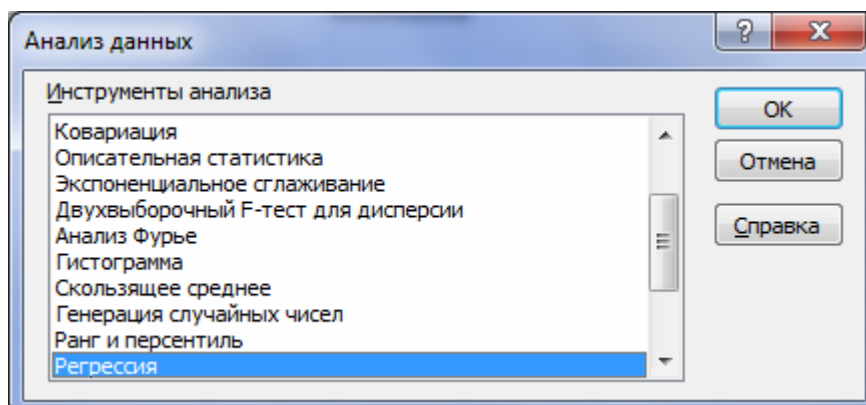 Анализ данных
?
X
Инструменты анализа
Ковариация
Описательная статистика
Экспоненциальное сглаживание
Двухвыборочный F-тест для дисперсии
Анализ Фурье
Гистограмма
Скользящее среднее
Генерация случайных чисел
Ранг и персентиль
Регрессия
ОК
Отмена
Справка